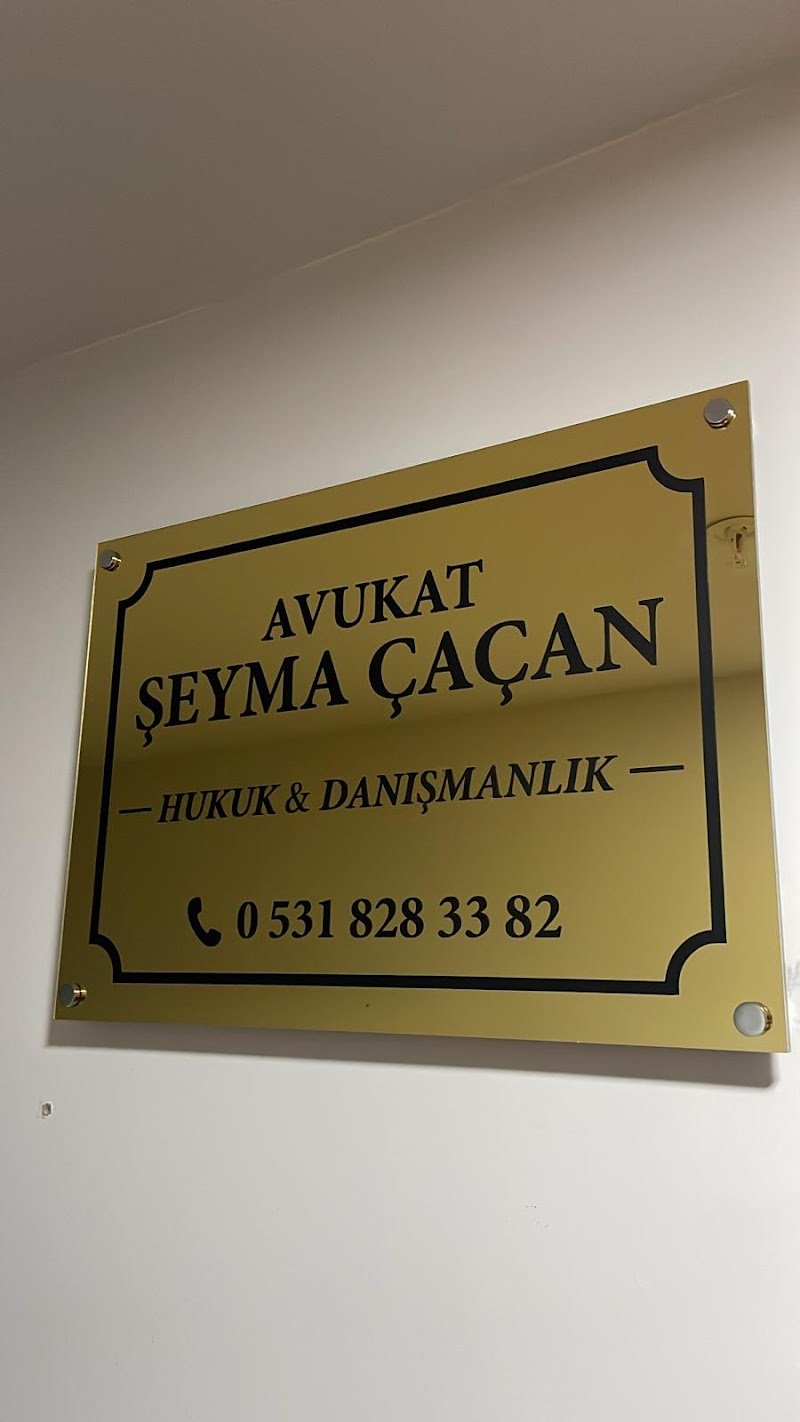 AVUKAT
ŞEYMA ÇAÇAN
— HUKUK & DANIŞMANLIK —
0 531 828 33 82